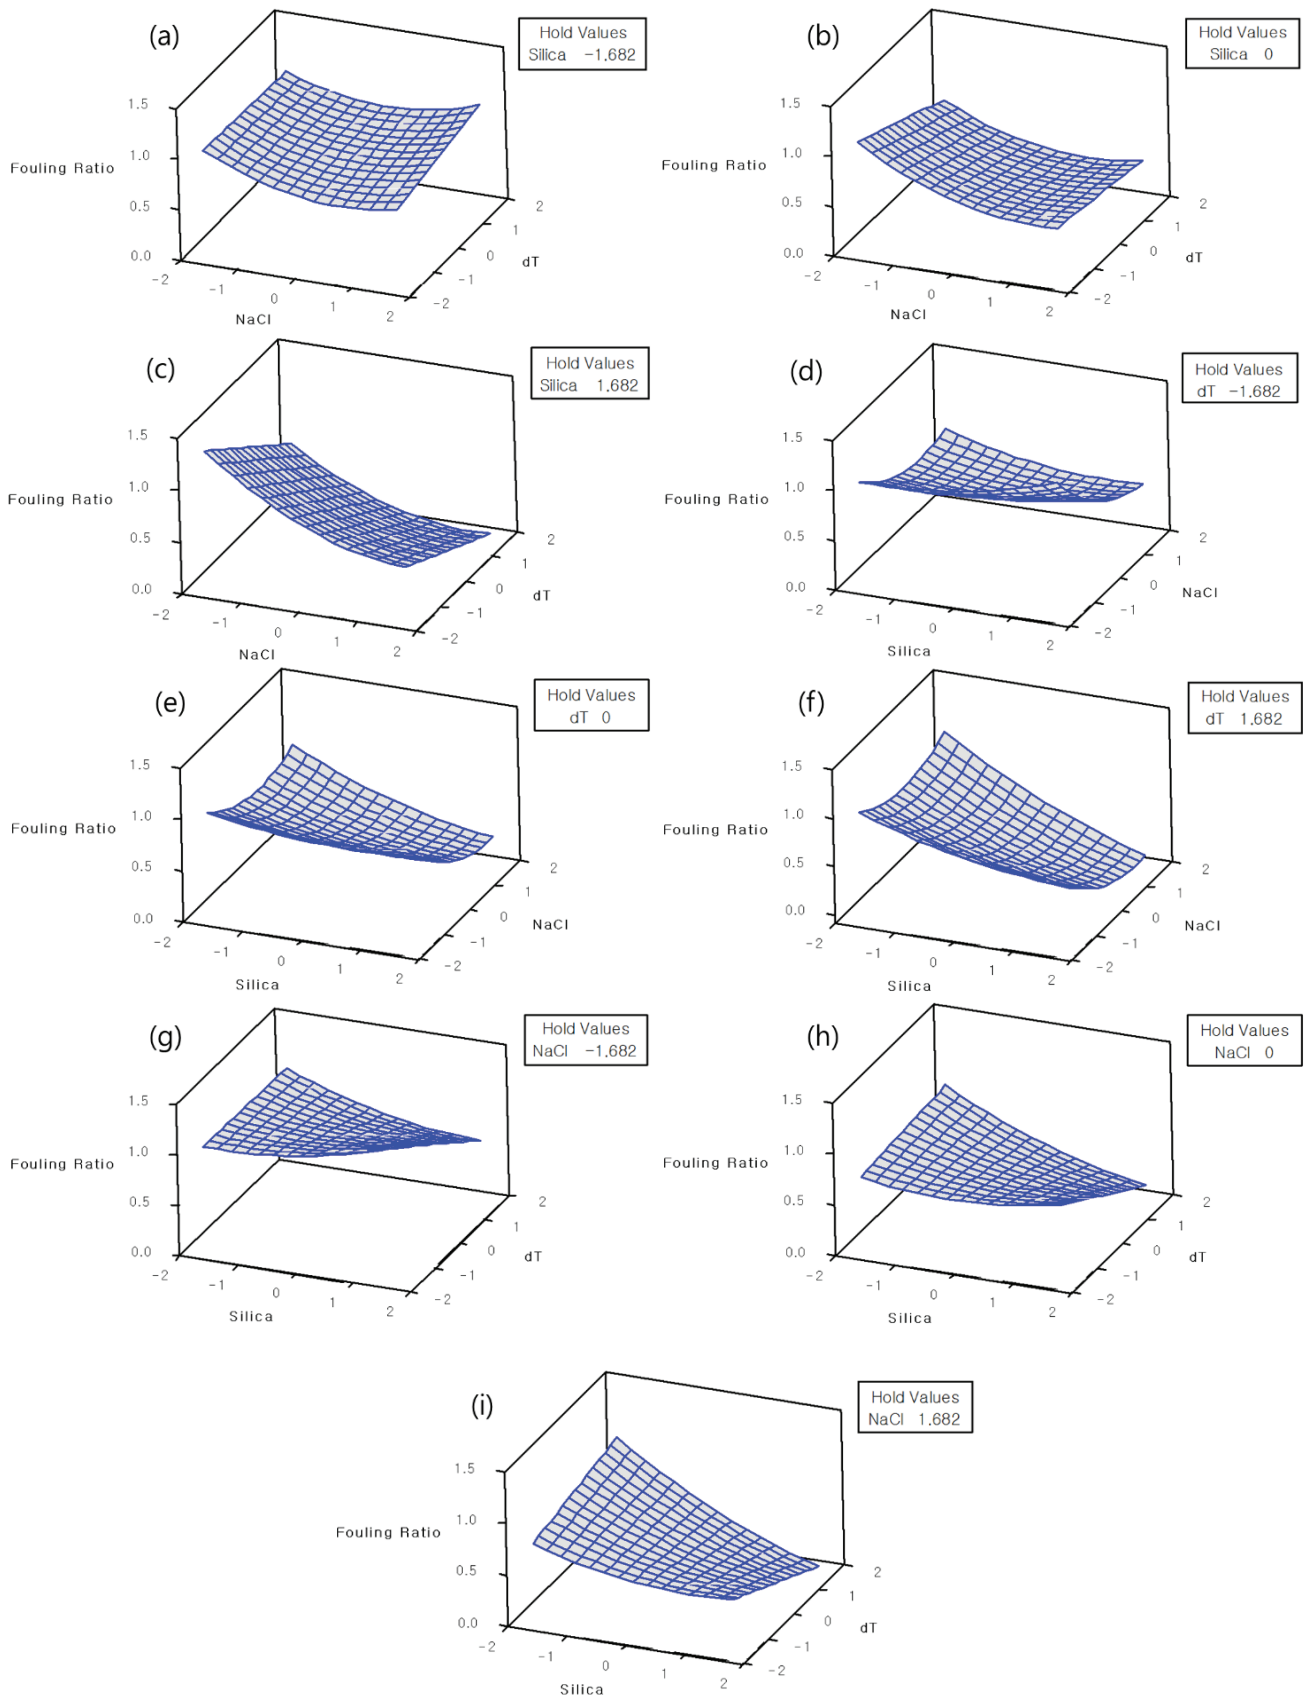 (a)
Hold Values
Silica -1.682
1.5
1.0
0.5
0.0
Fouling Ratio
-2
-1
0
1
2
NaCl
-2
-1
0
1
2
dT
(b)
Hold Values
Silica 0
1.5
1.0
0.5
0.0
Fouling Ratio
-2
-1
0
1
2
NaCl
-2
-1
0
1
2
dT
(c)
Hold Values
Silica 1.682
1.5
1.0
0.5
0.0
Fouling Ratio
-2
-1
0
1
2
NaCl
-2
-1
0
1
2
dT
(d)
Hold Values
dT -1.682
1.5
1.0
0.5
0.0
Fouling Ratio
-2
-1
0
1
2
Silica
-2
-1
0
1
2
NaCl
(e)
Hold Values
dT 0
1.5
1.0
0.5
0.0
Fouling Ratio
-2
-1
0
1
2
Silica
-2
-1
0
1
2
NaCl
(f)
Hold Values
dT 1.682
1.5
1.0
0.5
0.0
Fouling Ratio
-2
-1
0
1
2
Silica
-2
-1
0
1
2
NaCl
(g)
Hold Values
NaCl -1.682
1.5
1.0
0.5
0.0
Fouling Ratio
-2
-1
0
1
2
Silica
-2
-1
0
1
2
dT
(h)
Hold Values
NaCl 0
1.5
1.0
0.5
0.0
Fouling Ratio
-2
-1
0
1
2
Silica
-2
-1
0
1
2
dT
(i)
Hold Values
NaCl 1.682
1.5
1.0
0.5
0.0
Fouling Ratio
-2
-1
0
1
2
Silica
-2
-1
0
1
2
dT